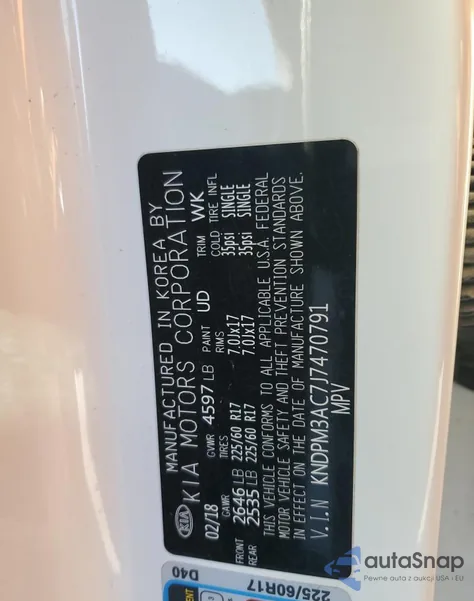 MANUFACTURED IN KOREA BY
KIA KIA MOTORS CORPORATION
02/18 GVWR 4597 LB PAINT UD TRIM WK
GAWR TIRES RIMS COLD TIRE INFL
FRONT 2646 LB 225/60 R17 7.0Jx17 35psi SINGLE
REAR 2535 LB 225/60 R17 7.0Jx17 35psi SINGLE
THIS VEHICLE CONFORMS TO ALL APPLICABLE U.S.A. FEDERAL
MOTOR VEHICLE SAFETY AND THEFT PREVENTION STANDARDS
IN EFFECT ON THE DATE OF MANUFACTURE SHOWN ABOVE.
V.I.N KNDPM3AC7J7470791
MPV
D40
225/60R17
autaSnap
Pewne auta z aukcji USA - EU